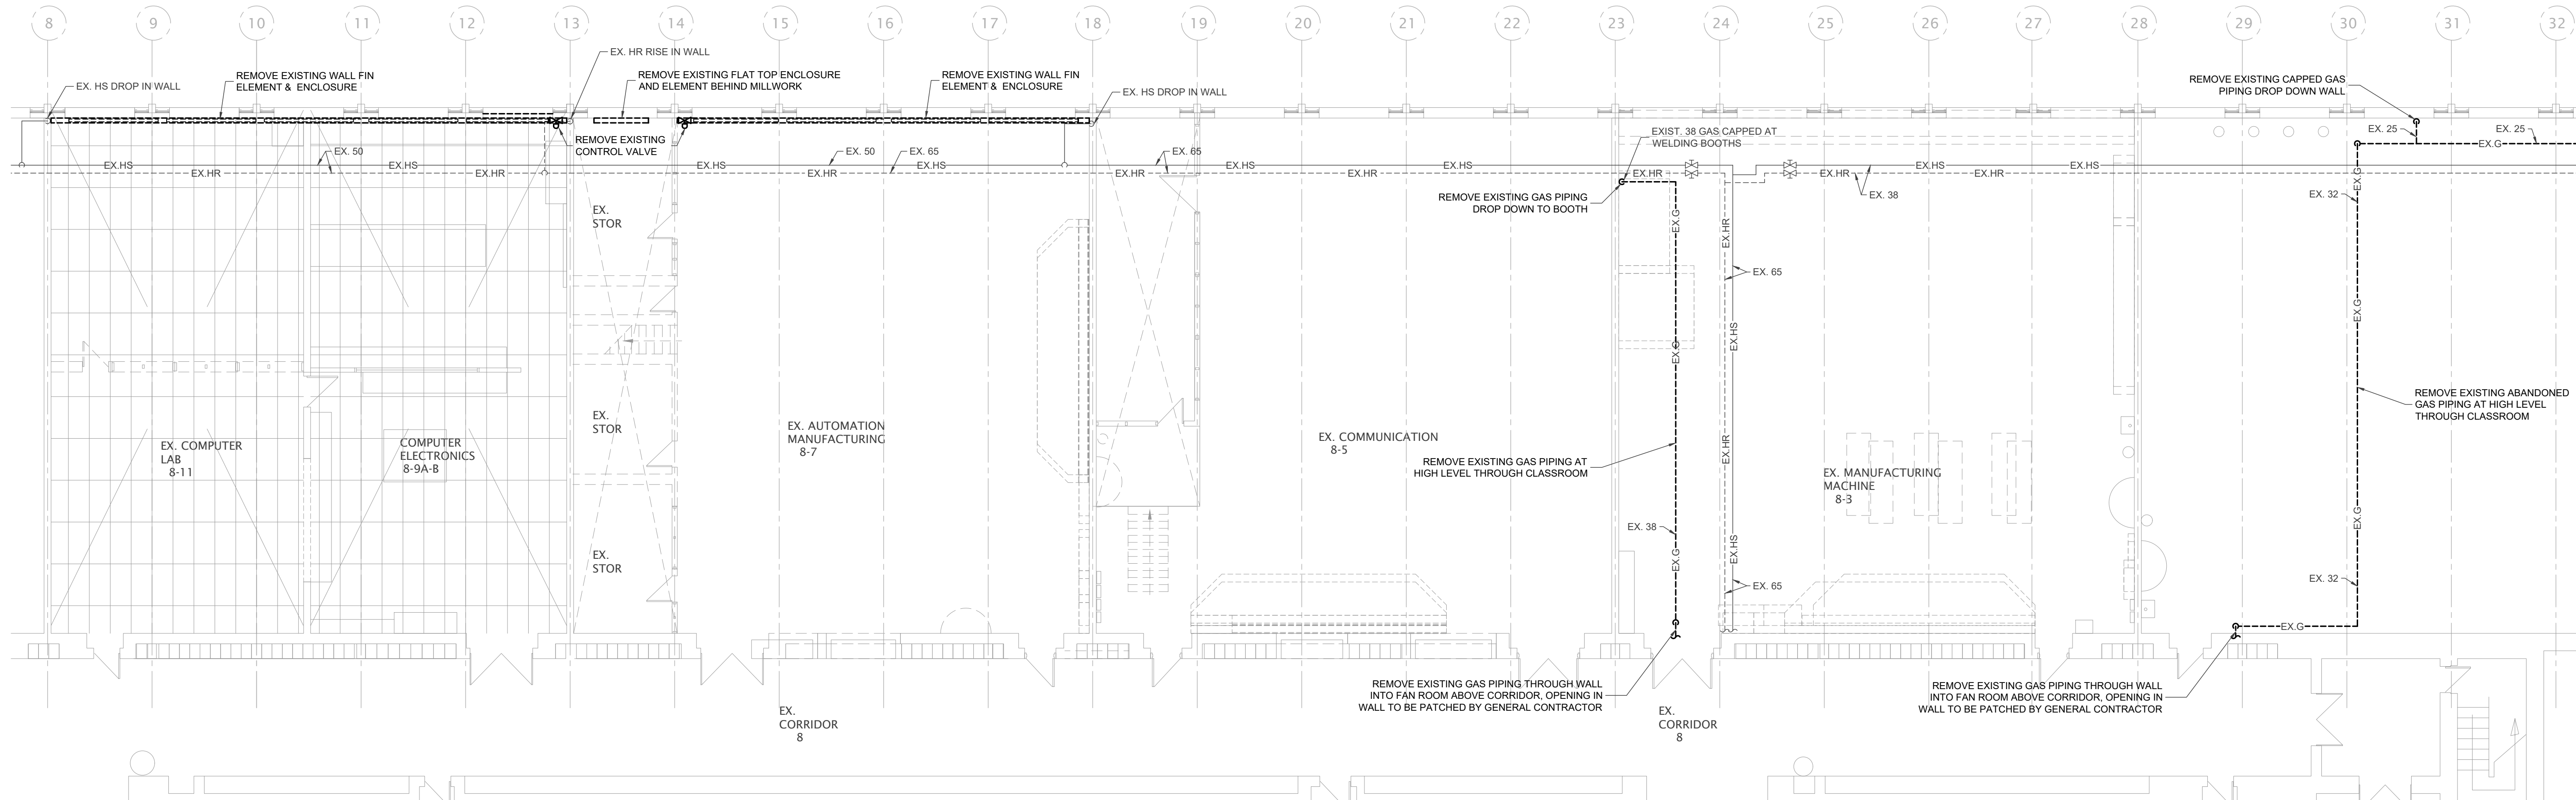 8
9
10
11
12
13
14
15
16
17
18
19
20
21
22
23
24
25
26
27
28
29
30
31
32
EX. HS DROP IN WALL
REMOVE EXISTING WALL FIN
ELEMENT & ENCLOSURE
EX. HR RISE IN WALL
REMOVE EXISTING FLAT TOP ENCLOSURE
AND ELEMENT BEHIND MILLWORK
REMOVE EXISTING WALL FIN
ELEMENT & ENCLOSURE
EX. HS DROP IN WALL
REMOVE EXISTING CAPPED GAS
PIPING DROP DOWN WALL
REMOVE EXISTING
CONTROL VALVE
EXIST. 38 GAS CAPPED AT
WELDING BOOTHS
EX. 25
EX. 25
EX.G
EX. 50
EX. 50
EX. 65
EX. 65
EX.HS
EX.HS
EX.HS
EX.HS
EX.HS
EX.HS
EX.HS
EX.HS
EX.HR
EX.HR
EX.HR
EX.HR
EX.HR
EX.HR
EX.HR
EX.HR
EX. 38
REMOVE EXISTING GAS PIPING
DROP DOWN TO BOOTH
EX.G
EX.G
EX.G
EX.HR
EX.HS
EX.HR
EX.HS
EX. 65
EX. 65
EX. 32
EX.G
EX.G
EX.G
EX.G
EX.
STOR
EX.
STOR
EX.
STOR
REMOVE EXISTING ABANDONED
GAS PIPING AT HIGH LEVEL
THROUGH CLASSROOM
EX. COMPUTER
LAB
8-11
COMPUTER
ELECTRONICS
8-9A-B
EX. AUTOMATION
MANUFACTURING
8-7
EX. COMMUNICATION
8-5
REMOVE EXISTING GAS PIPING AT
HIGH LEVEL THROUGH CLASSROOM
EX. MANUFACTURING
MACHINE
8-3
EX. 38
EX. 32
EX.G
REMOVE EXISTING GAS PIPING THROUGH WALL
INTO FAN ROOM ABOVE CORRIDOR, OPENING IN
WALL TO BE PATCHED BY GENERAL CONTRACTOR
REMOVE EXISTING GAS PIPING THROUGH WALL
INTO FAN ROOM ABOVE CORRIDOR, OPENING IN
WALL TO BE PATCHED BY GENERAL CONTRACTOR
EX.
CORRIDOR
8
EX.
CORRIDOR
8